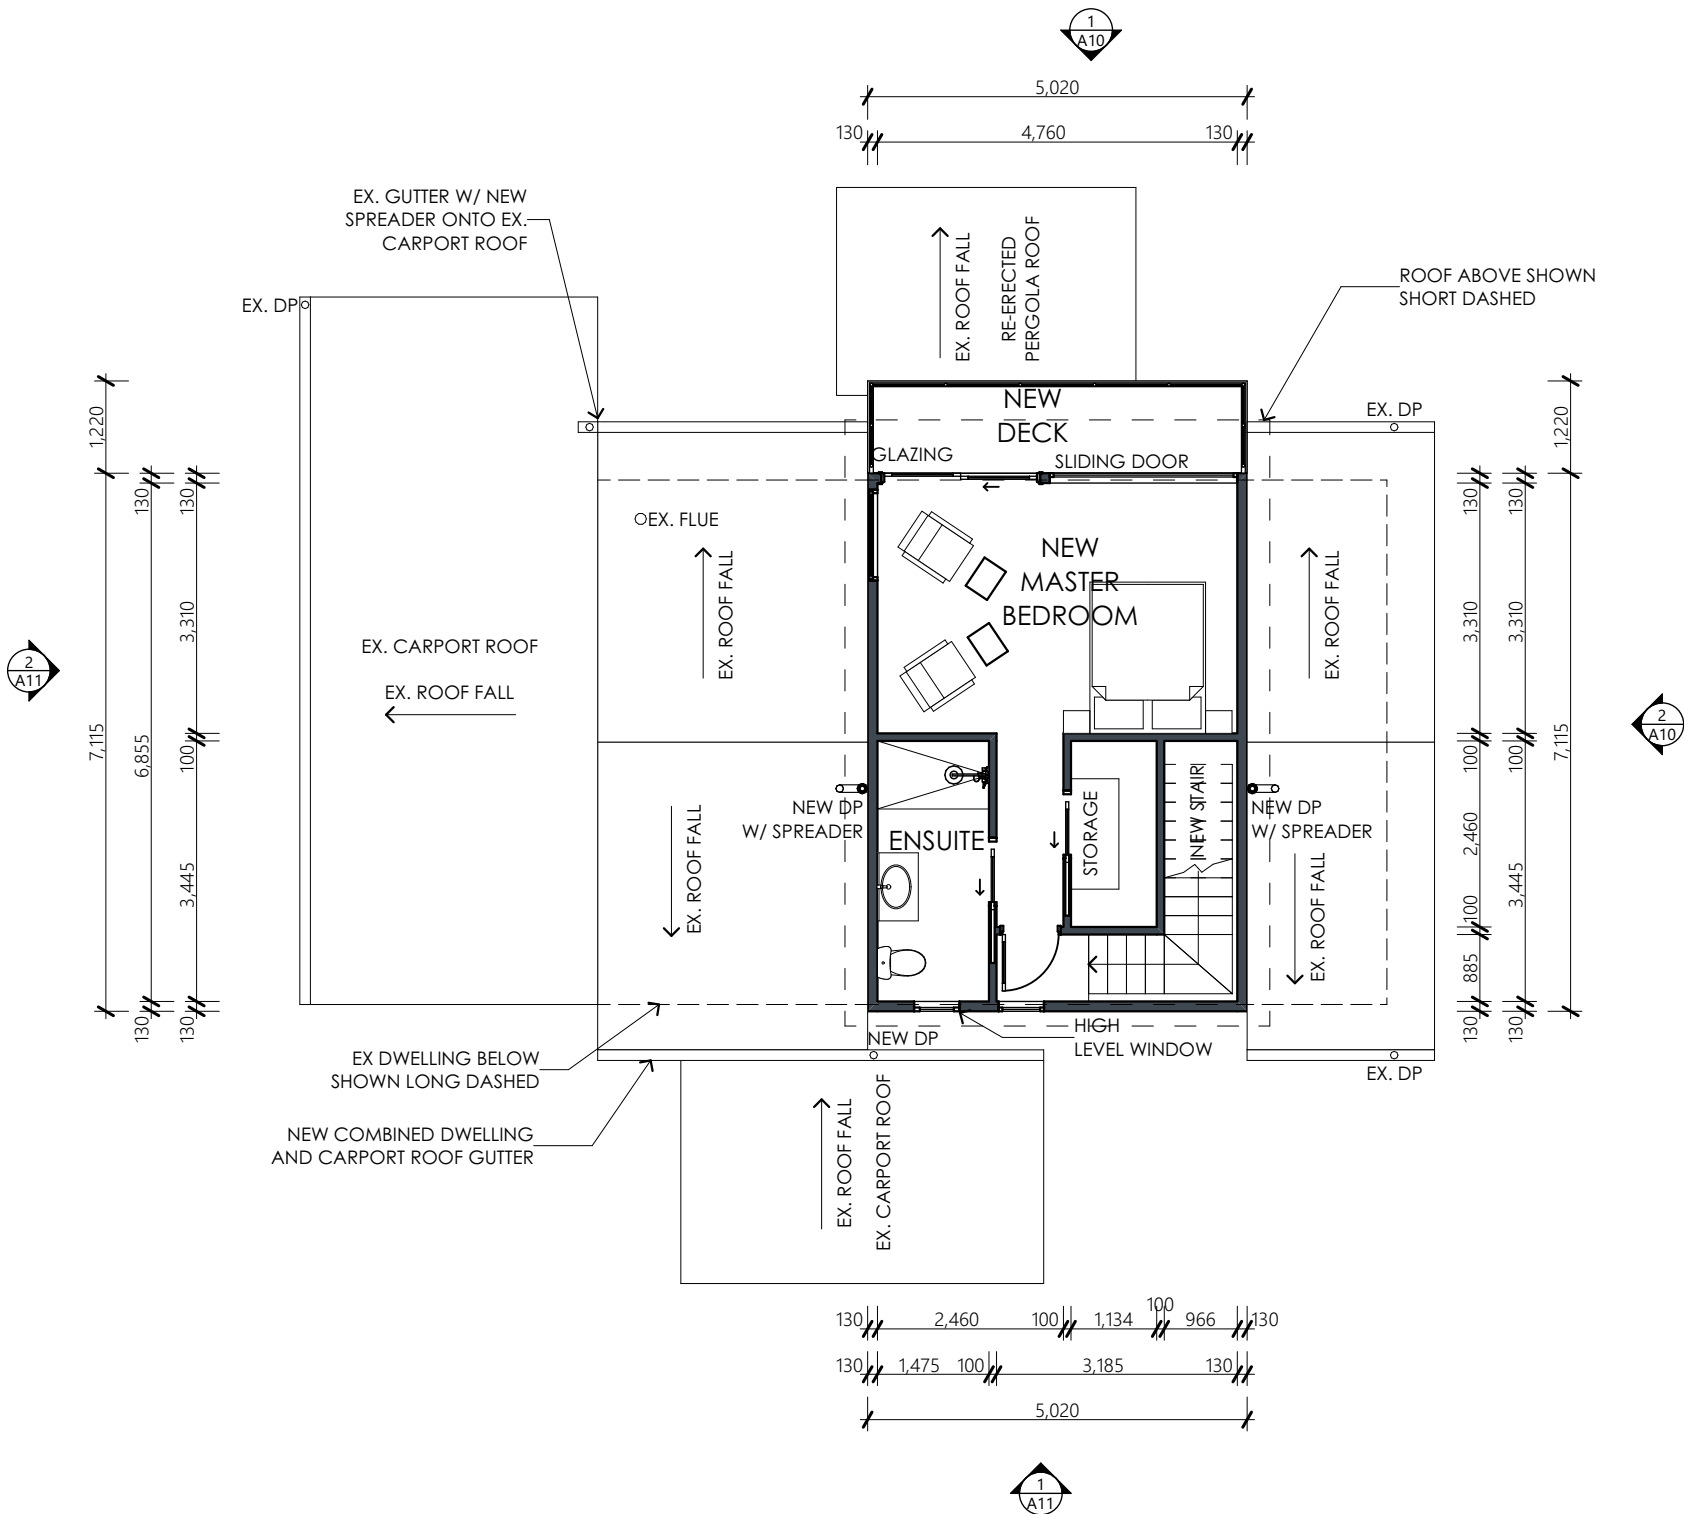 1
A10
5,020
130
4,760
130
EX. GUTTER W/ NEW
SPREADER ONTO EX.
CARPORT ROOF
EX. ROOF FALL
RE-ERECTED
PERGOLA ROOF
ROOF ABOVE SHOWN
SHORT DASHED
EX. DP
EX. DP
NEW
DECK
GLAZING
SLIDING DOOR
1,220
130
130
1,220
130
130
EX. FLUE
NEW
MASTER
BEDROOM
EX. ROOF FALL
EX. ROOF FALL
3,310
3,310
3,310
EX. CARPORT ROOF
EX. ROOF FALL
2
A11
2
A10
7,115
6,855
100
100
100
7,115
NEW DP
W/ SPREADER
ENSUITE
STORAGE
NEW STAIR
NEW DP
W/ SPREADER
EX. ROOF FALL
EX. ROOF FALL
3,445
2,460
100
885
3,445
130
130
130
130
NEW DP
HIGH
LEVEL WINDOW
EX DWELLING BELOW
SHOWN LONG DASHED
EX. DP
NEW COMBINED DWELLING
AND CARPORT ROOF GUTTER
EX. ROOF FALL
EX. CARPORT ROOF
130
2,460
100
1,134
100
966
130
130
1,475
100
3,185
130
5,020
1
A11